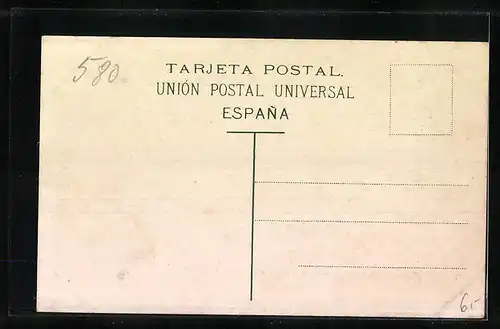 580
TARJETA POSTAL.
UNIÓN POSTAL UNIVERSAL
ESPAÑA
6,-